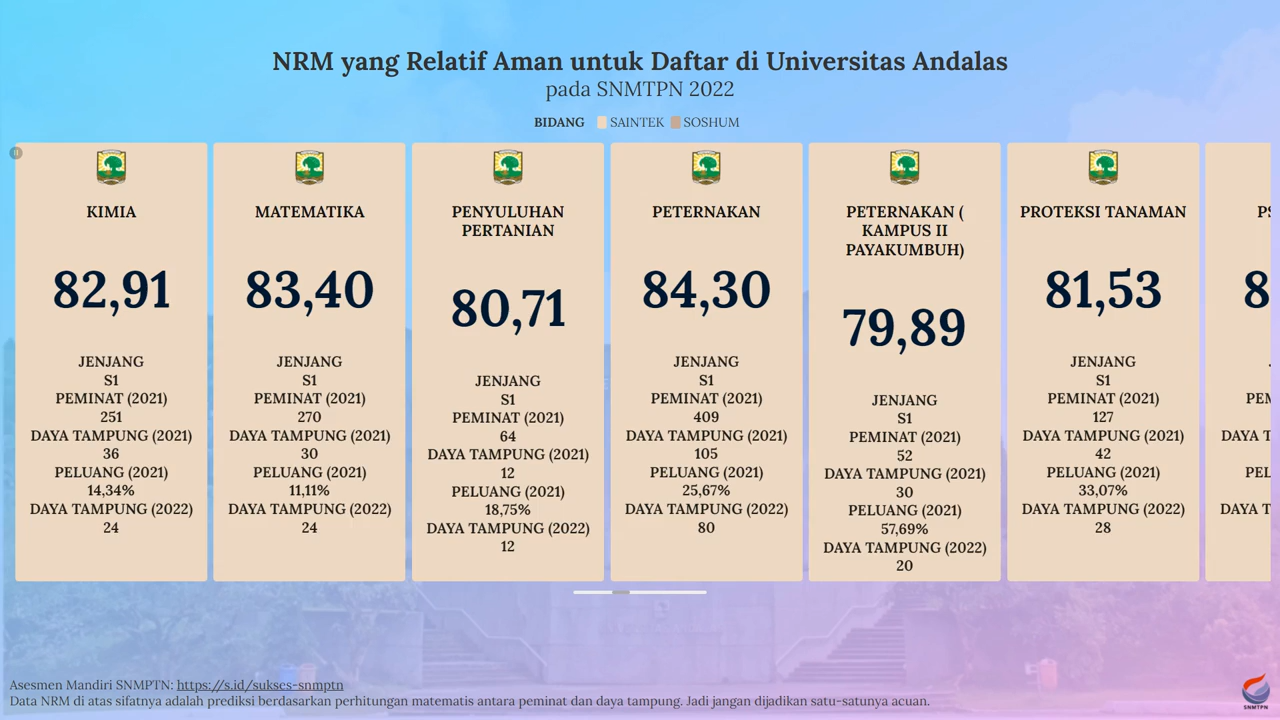 NRM yang Relatif Aman untuk Daftar di Universitas Andalas
pada SNMTPN 2022
BIDANG SAINTEK SOSHUM
KIMIA
82,91
JENJANG
S1
PEMINAT (2021)
251
DAYA TAMPUNG (2021)
36
PELUANG (2021)
14,34%
DAYA TAMPUNG (2022)
24
MATEMATIKA
83,40
JENJANG
S1
PEMINAT (2021)
270
DAYA TAMPUNG (2021)
30
PELUANG (2021)
11,11%
DAYA TAMPUNG (2022)
24
PENYULUHAN
PERTANIAN
80,71
JENJANG
S1
PEMINAT (2021)
64
DAYA TAMPUNG (2021)
12
PELUANG (2021)
18,75%
DAYA TAMPUNG (2022)
12
PETERNAKAN
84,30
JENJANG
S1
PEMINAT (2021)
409
DAYA TAMPUNG (2021)
105
PELUANG (2021)
25,67%
DAYA TAMPUNG (2022)
80
PETERNAKAN (
KAMPUS II
PAYAKUMBUH)
79,89
JENJANG
S1
PEMINAT (2021)
52
DAYA TAMPUNG (2021)
30
PELUANG (2021)
57,69%
DAYA TAMPUNG (2022)
20
PROTEKSI TANAMAN
81,53
JENJANG
S1
PEMINAT (2021)
127
DAYA TAMPUNG (2021)
42
PELUANG (2021)
33,07%
DAYA TAMPUNG (2022)
28
8
DAYA T
DAYA T
Asesmen Mandiri SNMPTN: https://s.id/sukses-snmptn
Data NRM di atas sifatnya adalah prediksi berdasarkan perhitungan matematis antara peminat dan daya tampung. Jadi jangan dijadikan satu-satunya acuan.
SNMTPN